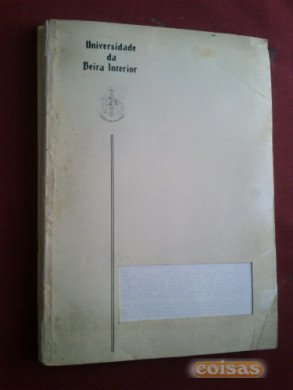 Universidade
da
Beira Interior
coisas